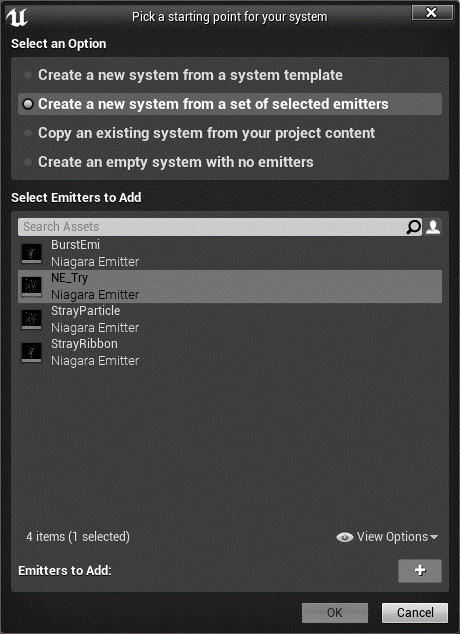 Pick a starting point for your system
Select an Option
Create a new system from a system template
Create a new system from a set of selected emitters
Copy an existing system from your project content
Create an empty system with no emitters
Select Emitters to Add
Search Assets
BurstEmi
Niagara Emitter
NE_Try
Niagara Emitter
StrayParticle
Niagara Emitter
StrayRibbon
Niagara Emitter
4 items (1 selected)
View Options
Emitters to Add:
OK
Cancel